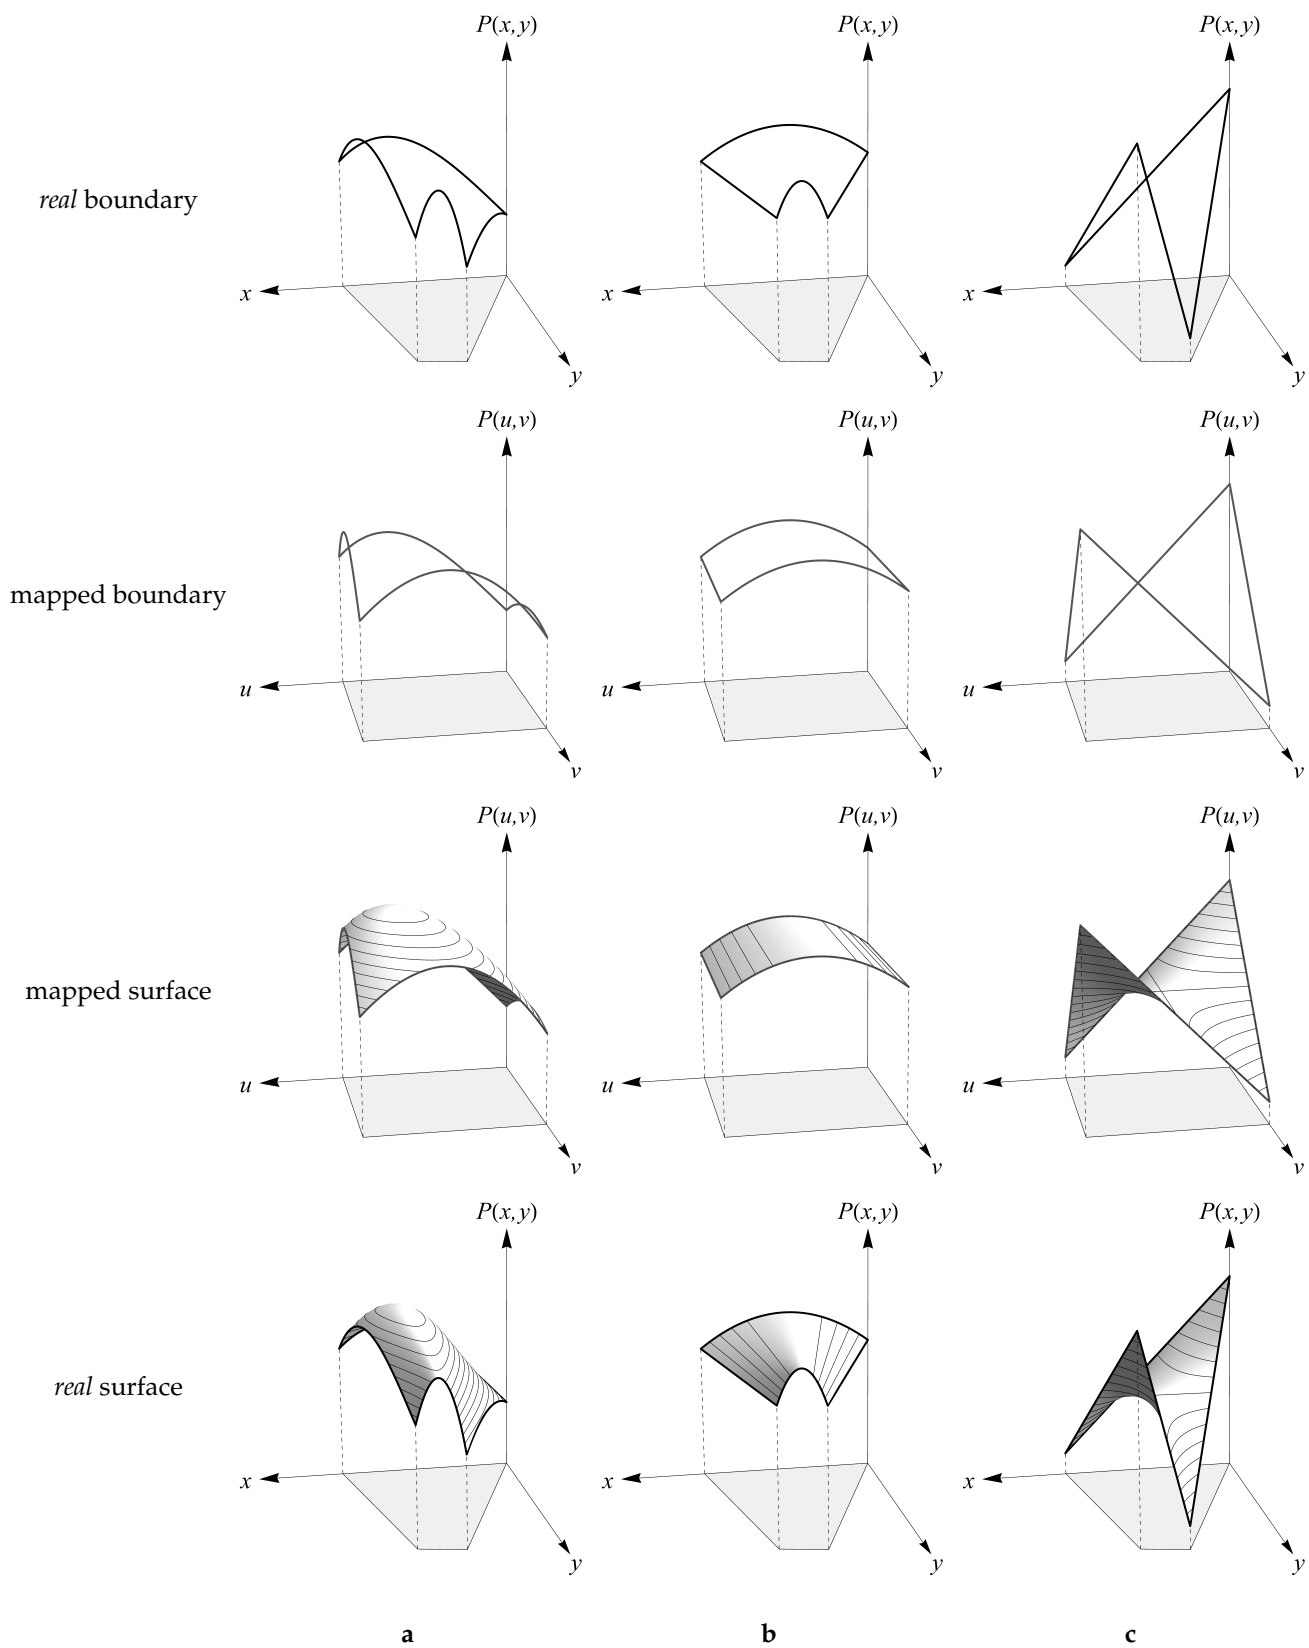 P(x,y) P(x,y) P(x,y)
real boundary
x y x y x y
P(u,v) P(u,v) P(u,v)
mapped boundary
u v u v u v
P(u,v) P(u,v) P(u,v)
mapped surface
u v u v u v
P(x,y) P(x,y) P(x,y)
real surface
x y x y x y
a b c